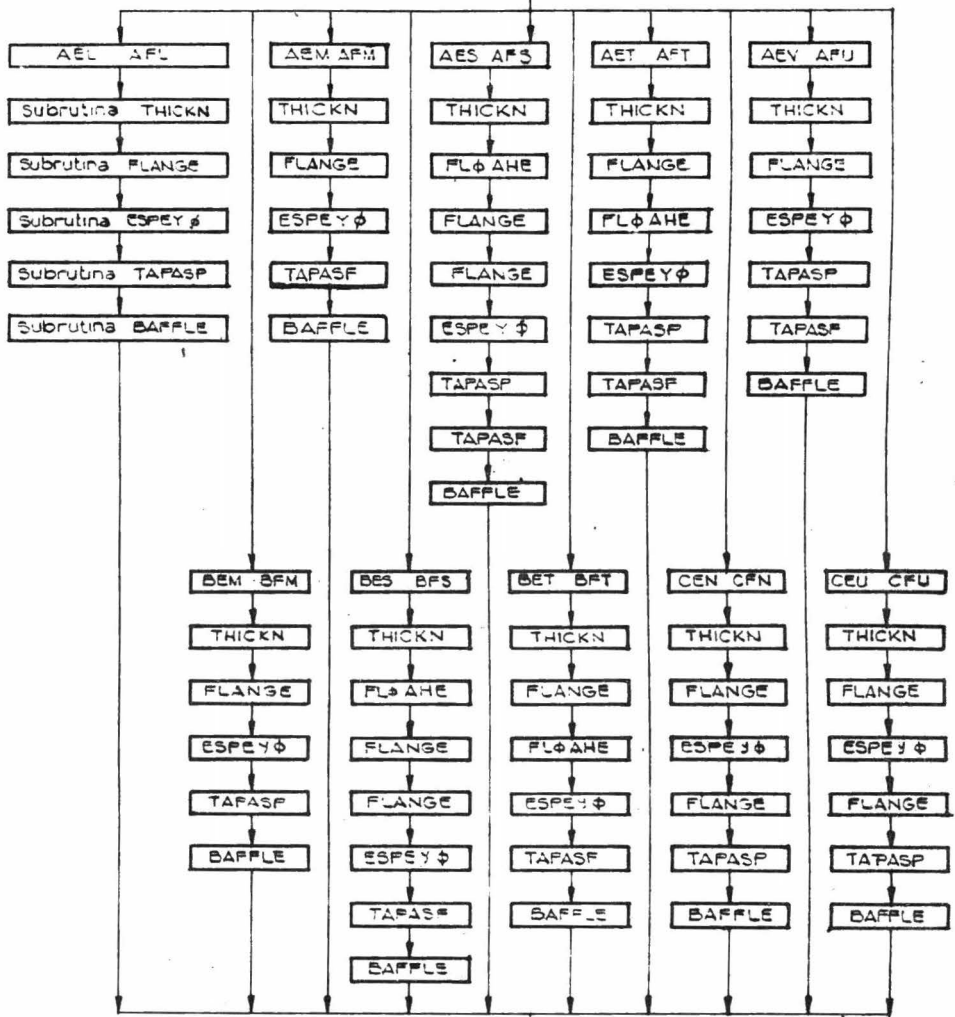 AEL AFL
Subrutina THICKN
Subrutina FLANGE
Subrutina ESPEYϕ
Subrutina TAPASP
Subrutina BAFFLE
AEM AFM
THICKN
FLANGE
ESPEYϕ
TAPASF
BAFFLE
AES AFS
THICKN
FLϕAHE
FLANGE
FLANGE
ESPEYϕ
TAPASP
TAPASF
BAFFLE
AET AFT
THICKN
FLANGE
FLϕAHE
ESPEYϕ
TAPASP
TAPASF
BAFFLE
AEV AFU
THICKN
FLANGE
ESPEYϕ
TAPASP
TAPASF
BAFFLE
BEM BFM
THICKN
FLANGE
ESPEYϕ
TAPASP
BAFFLE
BES BFS
THICKN
FLϕAHE
FLANGE
FLANGE
ESPEYϕ
TAPASF
BAFFLE
BET BFT
THICKN
FLANGE
FLϕAHE
ESPEYϕ
TAPASF
BAFFLE
CEN CFN
THICKN
FLANGE
ESPEYϕ
FLANGE
TAPASP
BAFFLE
CEU CFU
THICKN
FLANGE
ESPEYϕ
FLANGE
TAPASP
BAFFLE